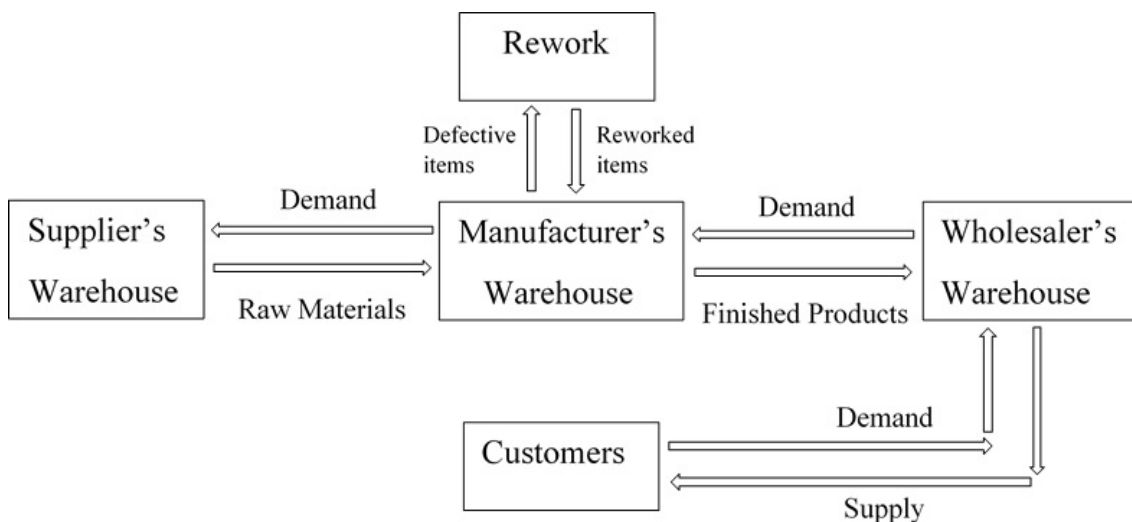 Rework
Defective
items
Reworked
items
Demand
Demand
Supplier's
Warehouse
Manufacturer's
Warehouse
Wholesaler's
Warehouse
Raw Materials
Finished Products
Demand
Customers
Supply